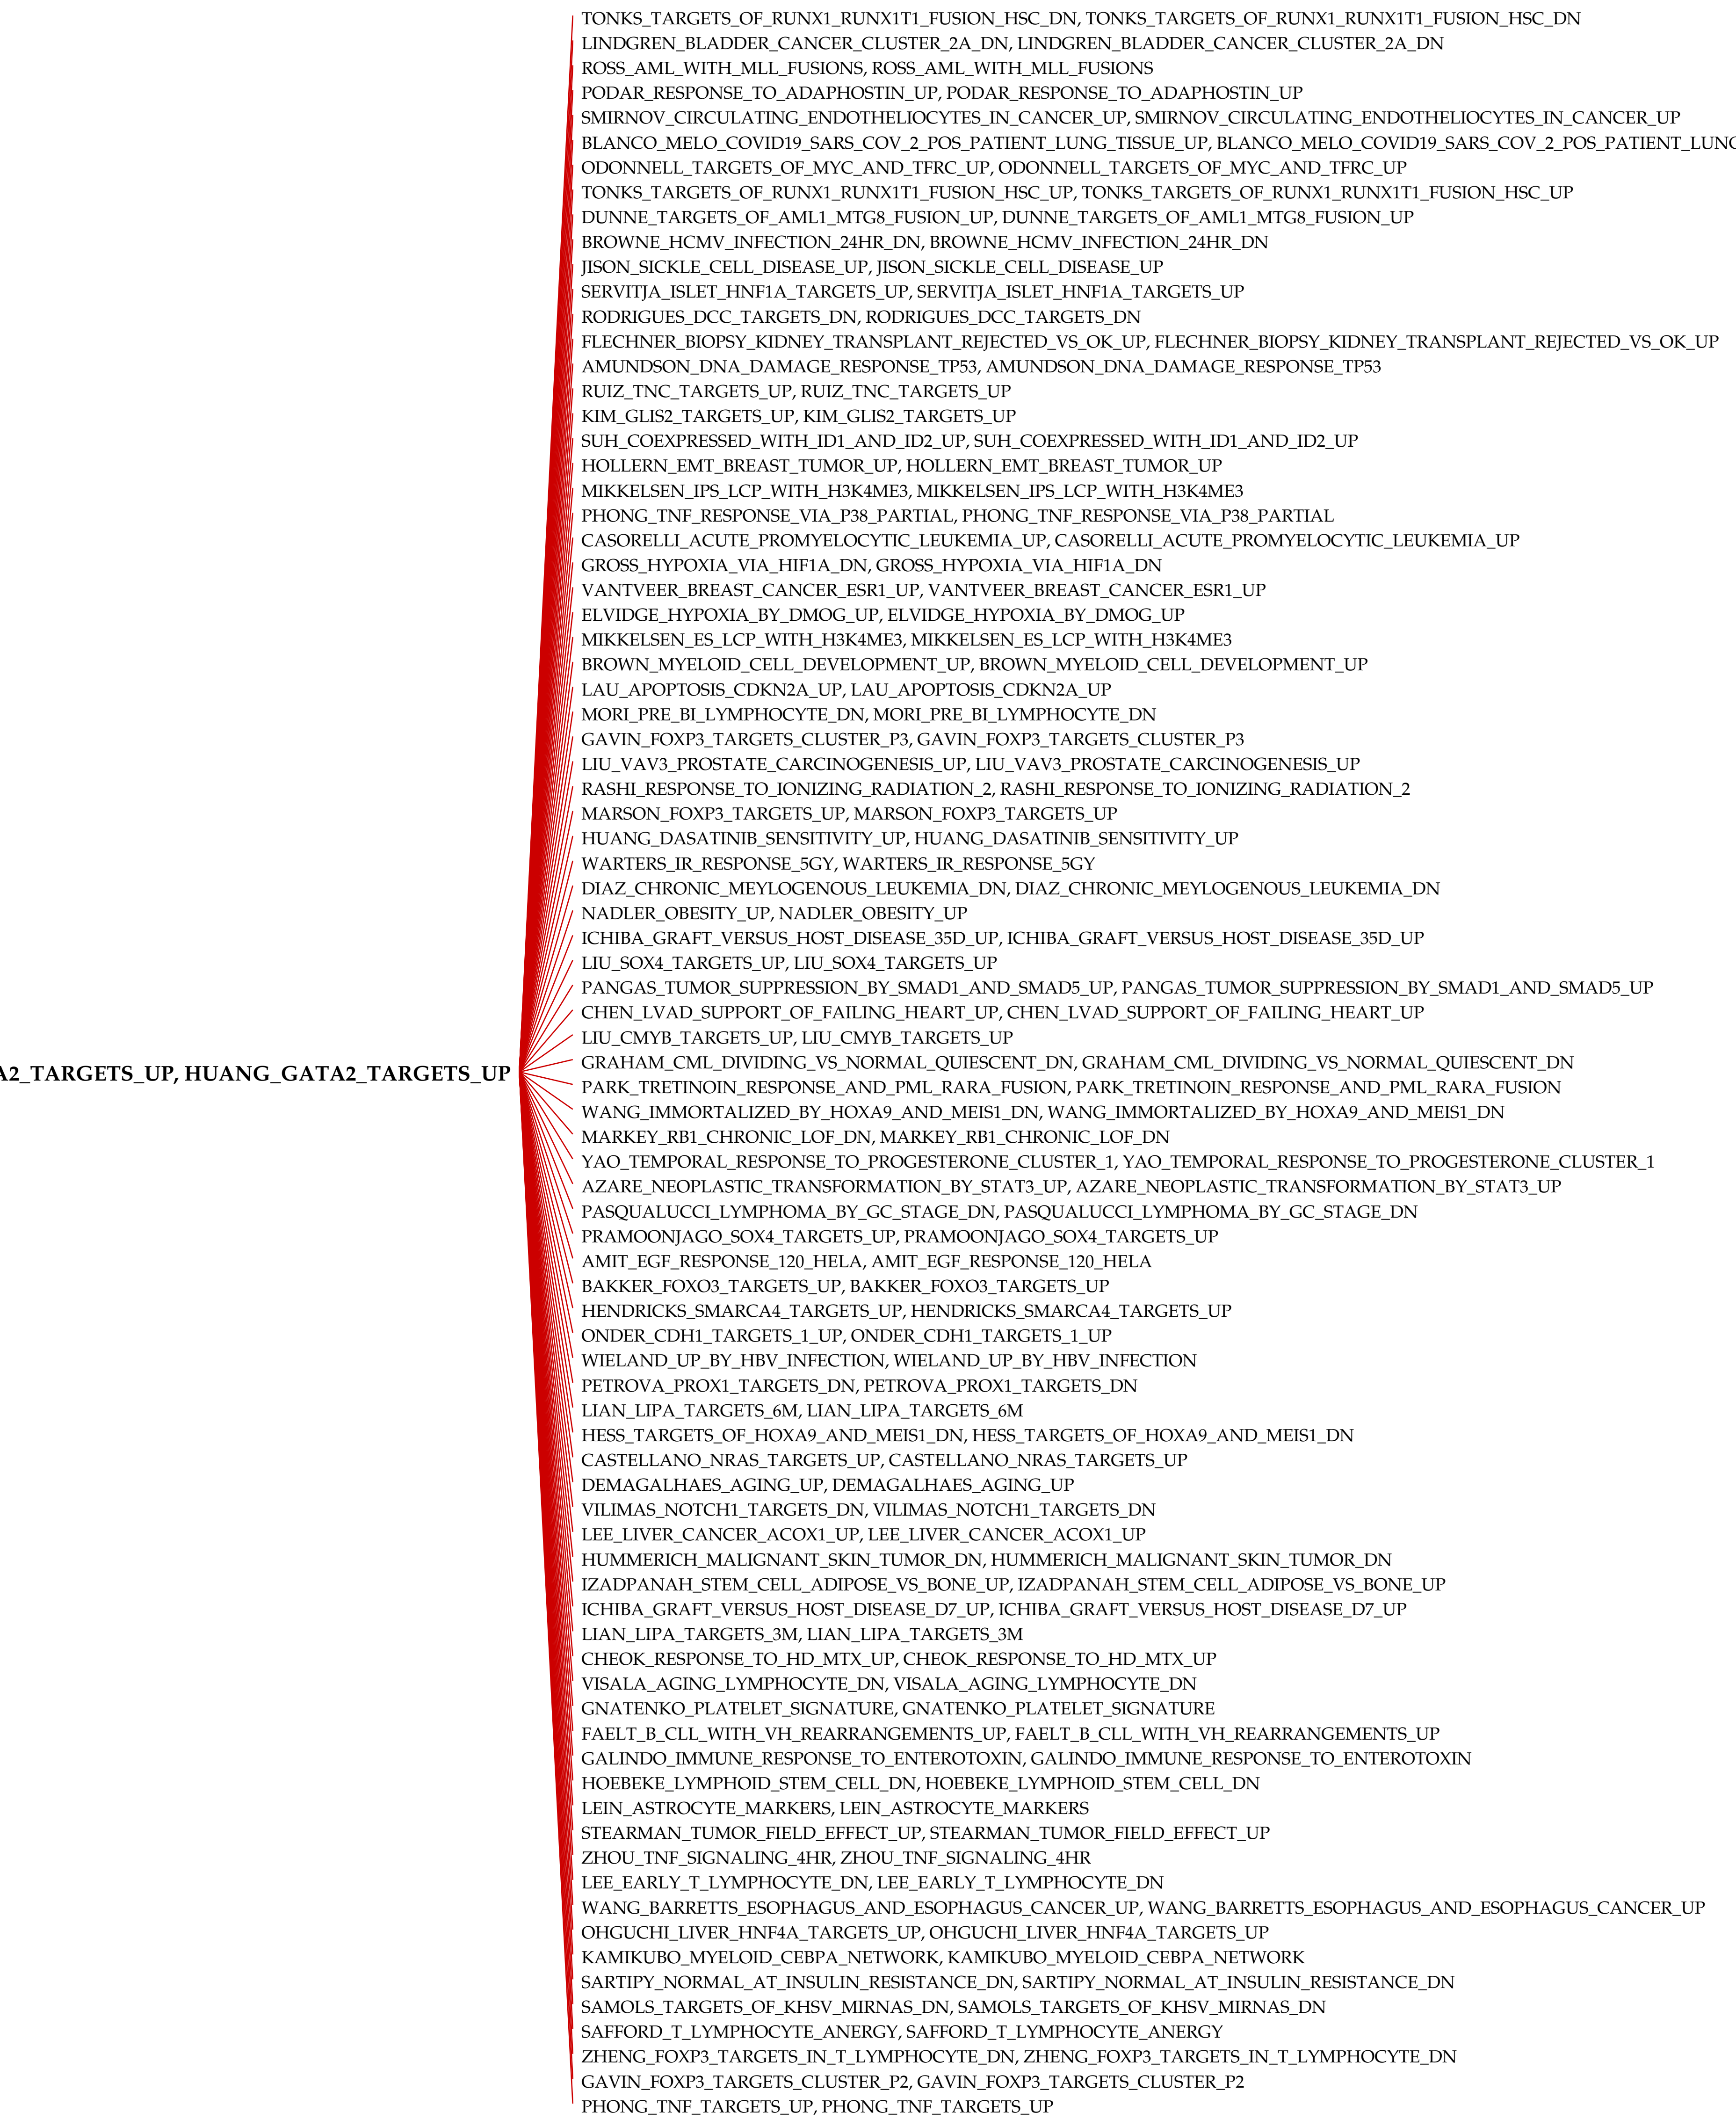 TONKS_TARGETS_OF_RUNX1_RUNX1T1_FUSION_HSC_DN, TONKS_TARGETS_OF_RUNX1_RUNX1T1_FUSION_HSC_DN
LINDGREN_BLADDER_CANCER_CLUSTER_2A_DN, LINDGREN_BLADDER_CANCER_CLUSTER_2A_DN
ROSS_AML_WITH_MLL_FUSIONS, ROSS_AML_WITH_MLL_FUSIONS
PODAR_RESPONSE_TO_ADAPHOSTIN_UP, PODAR_RESPONSE_TO_ADAPHOSTIN_UP
SMIRNOV_CIRCULATING_ENDOTHELIOCYTES_IN_CANCER_UP, SMIRNOV_CIRCULATING_ENDOTHELIOCYTES_IN_CANCER_UP
BLANCO_MELO_COVID19_SARS_COV_2_POS_PATIENT_LUNG_TISSUE_UP, BLANCO_MELO_COVID19_SARS_COV_2_POS_PATIENT_LUNG
ODONNELL_TARGETS_OF_MYC_AND_TFRC_UP, ODONNELL_TARGETS_OF_MYC_AND_TFRC_UP
TONKS_TARGETS_OF_RUNX1_RUNX1T1_FUSION_HSC_UP, TONKS_TARGETS_OF_RUNX1_RUNX1T1_FUSION_HSC_UP
DUNNE_TARGETS_OF_AML1_MTG8_FUSION_UP, DUNNE_TARGETS_OF_AML1_MTG8_FUSION_UP
BROWNE_HCMV_INFECTION_24HR_DN, BROWNE_HCMV_INFECTION_24HR_DN
JISON_SICKLE_CELL_DISEASE_UP, JISON_SICKLE_CELL_DISEASE_UP
SERVITJA_ISLET_HNF1A_TARGETS_UP, SERVITJA_ISLET_HNF1A_TARGETS_UP
RODRIGUES_DCC_TARGETS_DN, RODRIGUES_DCC_TARGETS_DN
FLECHNER_BIOPSY_KIDNEY_TRANSPLANT_REJECTED_VS_OK_UP, FLECHNER_BIOPSY_KIDNEY_TRANSPLANT_REJECTED_VS_OK_UP
AMUNDSON_DNA_DAMAGE_RESPONSE_TP53, AMUNDSON_DNA_DAMAGE_RESPONSE_TP53
RUIZ_TNC_TARGETS_UP, RUIZ_TNC_TARGETS_UP
KIM_GLIS2_TARGETS_UP, KIM_GLIS2_TARGETS_UP
SUH_COEXPRESSED_WITH_ID1_AND_ID2_UP, SUH_COEXPRESSED_WITH_ID1_AND_ID2_UP
HOLLERN_EMT_BREAST_TUMOR_UP, HOLLERN_EMT_BREAST_TUMOR_UP
MIKKELSEN_IPS_LCP_WITH_H3K4ME3, MIKKELSEN_IPS_LCP_WITH_H3K4ME3
PHONG_TNF_RESPONSE_VIA_P38_PARTIAL, PHONG_TNF_RESPONSE_VIA_P38_PARTIAL
CASORELLI_ACUTE_PROMYELOCYTIC_LEUKEMIA_UP, CASORELLI_ACUTE_PROMYELOCYTIC_LEUKEMIA_UP
GROSS_HYPOXIA_VIA_HIF1A_DN, GROSS_HYPOXIA_VIA_HIF1A_DN
VANTVEER_BREAST_CANCER_ESR1_UP, VANTVEER_BREAST_CANCER_ESR1_UP
ELVIDGE_HYPOXIA_BY_DMOG_UP, ELVIDGE_HYPOXIA_BY_DMOG_UP
MIKKELSEN_ES_LCP_WITH_H3K4ME3, MIKKELSEN_ES_LCP_WITH_H3K4ME3
BROWN_MYELOID_CELL_DEVELOPMENT_UP, BROWN_MYELOID_CELL_DEVELOPMENT_UP
LAU_APOPTOSIS_CDKN2A_UP, LAU_APOPTOSIS_CDKN2A_UP
MORI_PRE_BI_LYMPHOCYTE_DN, MORI_PRE_BI_LYMPHOCYTE_DN
GAVIN_FOXP3_TARGETS_CLUSTER_P3, GAVIN_FOXP3_TARGETS_CLUSTER_P3
LIU_VAV3_PROSTATE_CARCINOGENESIS_UP, LIU_VAV3_PROSTATE_CARCINOGENESIS_UP
RASHI_RESPONSE_TO_IONIZING_RADIATION_2, RASHI_RESPONSE_TO_IONIZING_RADIATION_2
MARSON_FOXP3_TARGETS_UP, MARSON_FOXP3_TARGETS_UP
HUANG_DASATINIB_SENSITIVITY_UP, HUANG_DASATINIB_SENSITIVITY_UP
WARTERS_IR_RESPONSE_5GY, WARTERS_IR_RESPONSE_5GY
DIAZ_CHRONIC_MEYLOGENOUS_LEUKEMIA_DN, DIAZ_CHRONIC_MEYLOGENOUS_LEUKEMIA_DN
NADLER_OBESITY_UP, NADLER_OBESITY_UP
ICHIBA_GRAFT_VERSUS_HOST_DISEASE_35D_UP, ICHIBA_GRAFT_VERSUS_HOST_DISEASE_35D_UP
LIU_SOX4_TARGETS_UP, LIU_SOX4_TARGETS_UP
PANGAS_TUMOR_SUPPRESSION_BY_SMAD1_AND_SMAD5_UP, PANGAS_TUMOR_SUPPRESSION_BY_SMAD1_AND_SMAD5_UP
CHEN_LVAD_SUPPORT_OF_FAILING_HEART_UP, CHEN_LVAD_SUPPORT_OF_FAILING_HEART_UP
LIU_CMYB_TARGETS_UP, LIU_CMYB_TARGETS_UP
GRAHAM_CML_DIVIDING_VS_NORMAL_QUIESCENT_DN, GRAHAM_CML_DIVIDING_VS_NORMAL_QUIESCENT_DN
A2_TARGETS_UP, HUANG_GATA2_TARGETS_UP
PARK_TRETINOIN_RESPONSE_AND_PML_RARA_FUSION, PARK_TRETINOIN_RESPONSE_AND_PML_RARA_FUSION
WANG_IMMORTALIZED_BY_HOXA9_AND_MEIS1_DN, WANG_IMMORTALIZED_BY_HOXA9_AND_MEIS1_DN
MARKEY_RB1_CHRONIC_LOF_DN, MARKEY_RB1_CHRONIC_LOF_DN
YAO_TEMPORAL_RESPONSE_TO_PROGESTERONE_CLUSTER_1, YAO_TEMPORAL_RESPONSE_TO_PROGESTERONE_CLUSTER_1
AZARE_NEOPLASTIC_TRANSFORMATION_BY_STAT3_UP, AZARE_NEOPLASTIC_TRANSFORMATION_BY_STAT3_UP
PASQUALUCCI_LYMPHOMA_BY_GC_STAGE_DN, PASQUALUCCI_LYMPHOMA_BY_GC_STAGE_DN
PRAMOONJAGO_SOX4_TARGETS_UP, PRAMOONJAGO_SOX4_TARGETS_UP
AMIT_EGF_RESPONSE_120_HELA, AMIT_EGF_RESPONSE_120_HELA
BAKKER_FOXO3_TARGETS_UP, BAKKER_FOXO3_TARGETS_UP
HENDRICKS_SMARCA4_TARGETS_UP, HENDRICKS_SMARCA4_TARGETS_UP
ONDER_CDH1_TARGETS_1_UP, ONDER_CDH1_TARGETS_1_UP
WIELAND_UP_BY_HBV_INFECTION, WIELAND_UP_BY_HBV_INFECTION
PETROVA_PROX1_TARGETS_DN, PETROVA_PROX1_TARGETS_DN
LIAN_LIPA_TARGETS_6M, LIAN_LIPA_TARGETS_6M
HESS_TARGETS_OF_HOXA9_AND_MEIS1_DN, HESS_TARGETS_OF_HOXA9_AND_MEIS1_DN
CASTELLANO_NRAS_TARGETS_UP, CASTELLANO_NRAS_TARGETS_UP
DEMAGALHAES_AGING_UP, DEMAGALHAES_AGING_UP
VILIMAS_NOTCH1_TARGETS_DN, VILIMAS_NOTCH1_TARGETS_DN
LEE_LIVER_CANCER_ACOX1_UP, LEE_LIVER_CANCER_ACOX1_UP
HUMMERICH_MALIGNANT_SKIN_TUMOR_DN, HUMMERICH_MALIGNANT_SKIN_TUMOR_DN
IZADPANAH_STEM_CELL_ADIPOSE_VS_BONE_UP, IZADPANAH_STEM_CELL_ADIPOSE_VS_BONE_UP
ICHIBA_GRAFT_VERSUS_HOST_DISEASE_D7_UP, ICHIBA_GRAFT_VERSUS_HOST_DISEASE_D7_UP
LIAN_LIPA_TARGETS_3M, LIAN_LIPA_TARGETS_3M
CHEOK_RESPONSE_TO_HD_MTX_UP, CHEOK_RESPONSE_TO_HD_MTX_UP
VISALA_AGING_LYMPHOCYTE_DN, VISALA_AGING_LYMPHOCYTE_DN
GNATENKO_PLATELET_SIGNATURE, GNATENKO_PLATELET_SIGNATURE
FAELT_B_CLL_WITH_VH_REARRANGEMENTS_UP, FAELT_B_CLL_WITH_VH_REARRANGEMENTS_UP
GALINDO_IMMUNE_RESPONSE_TO_ENTEROTOXIN, GALINDO_IMMUNE_RESPONSE_TO_ENTEROTOXIN
HOEBEKE_LYMPHOID_STEM_CELL_DN, HOEBEKE_LYMPHOID_STEM_CELL_DN
LEIN_ASTROCYTE_MARKERS, LEIN_ASTROCYTE_MARKERS
STEARMAN_TUMOR_FIELD_EFFECT_UP, STEARMAN_TUMOR_FIELD_EFFECT_UP
ZHOU_TNF_SIGNALING_4HR, ZHOU_TNF_SIGNALING_4HR
LEE_EARLY_T_LYMPHOCYTE_DN, LEE_EARLY_T_LYMPHOCYTE_DN
WANG_BARRETTS_ESOPHAGUS_AND_ESOPHAGUS_CANCER_UP, WANG_BARRETTS_ESOPHAGUS_AND_ESOPHAGUS_CANCER_UP
OHGUCHI_LIVER_HNF4A_TARGETS_UP, OHGUCHI_LIVER_HNF4A_TARGETS_UP
KAMIKUBO_MYELOID_CEBPA_NETWORK, KAMIKUBO_MYELOID_CEBPA_NETWORK
SARTIPY_NORMAL_AT_INSULIN_RESISTANCE_DN, SARTIPY_NORMAL_AT_INSULIN_RESISTANCE_DN
SAMOLS_TARGETS_OF_KHSV_MIRNAS_DN, SAMOLS_TARGETS_OF_KHSV_MIRNAS_DN
SAFFORD_T_LYMPHOCYTE_ANERGY, SAFFORD_T_LYMPHOCYTE_ANERGY
ZHENG_FOXP3_TARGETS_IN_T_LYMPHOCYTE_DN, ZHENG_FOXP3_TARGETS_IN_T_LYMPHOCYTE_DN
GAVIN_FOXP3_TARGETS_CLUSTER_P2, GAVIN_FOXP3_TARGETS_CLUSTER_P2
PHONG_TNF_TARGETS_UP, PHONG_TNF_TARGETS_UP